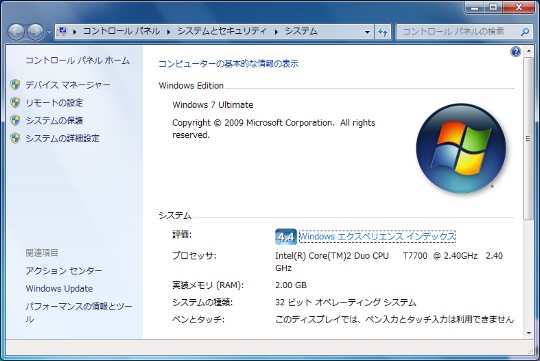 コントロール パネル ▸ システムとセキュリティ ▸ システム
コントロール パネルの検索
コントロール パネル ホーム
デバイス マネージャー
リモートの設定
システムの保護
システムの詳細設定
関連項目
アクション センター
Windows Update
パフォーマンスの情報とツール
コンピューターの基本的な情報の表示
Windows Edition
Windows 7 Ultimate
Copyright © 2009 Microsoft Corporation. All rights
reserved.
システム
評価: 4.4 Windows エクスペリエンス インデックス
プロセッサ: Intel(R) Core(TM)2 Duo CPU T7700 @ 2.40GHz 2.40
GHz
実装メモリ (RAM): 2.00 GB
システムの種類: 32 ビット オペレーティング システム
ペンとタッチ: このディスプレイでは、ペン入力とタッチ入力は利用できません